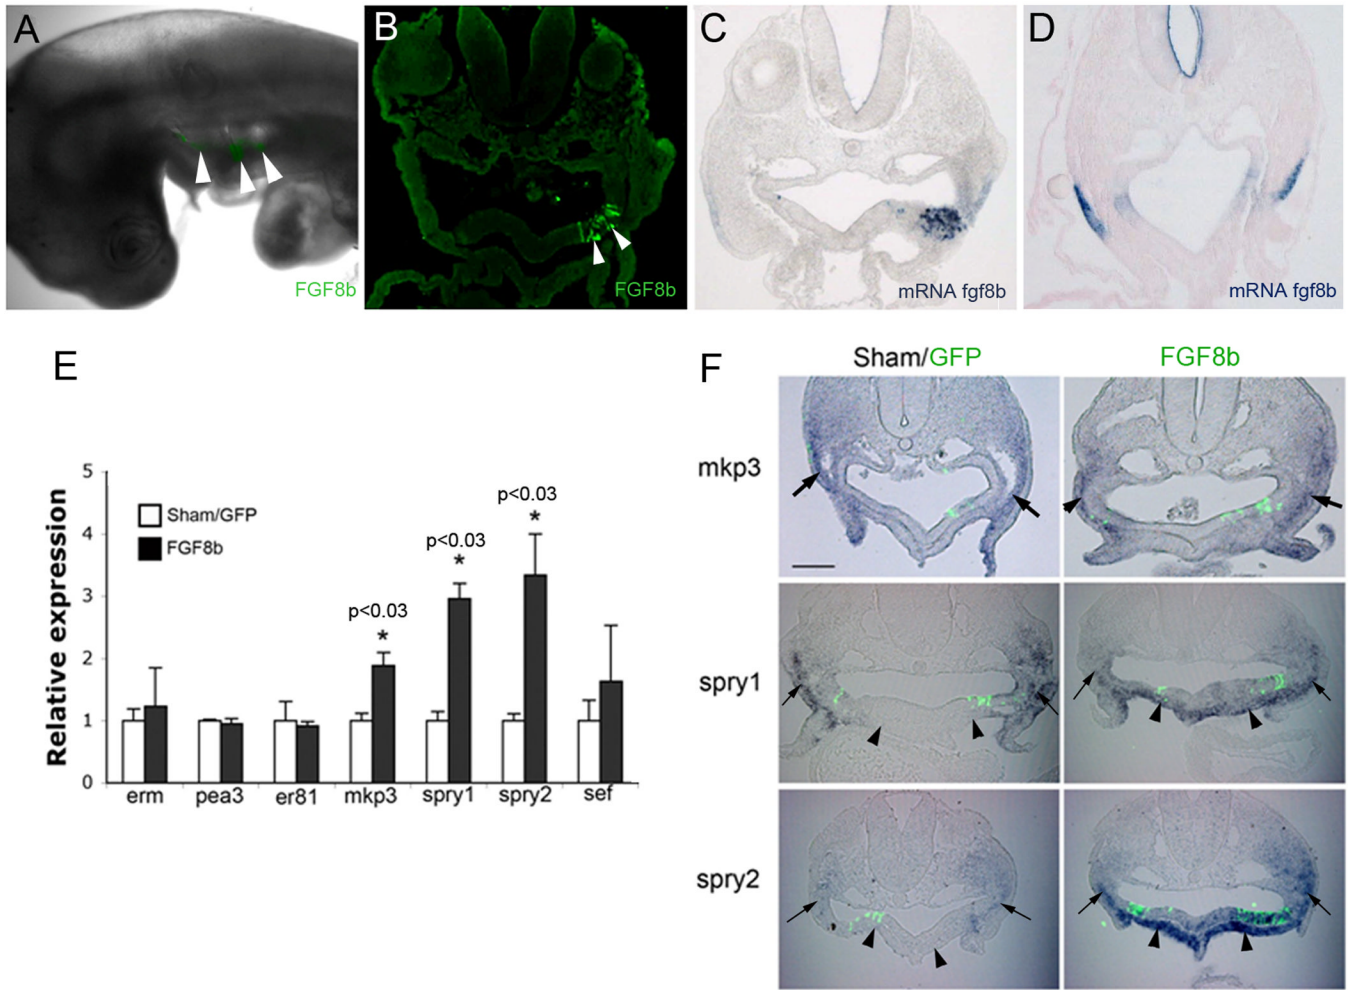 A
FGF8b
B
FGF8b
C
mRNA fgf8b
D
mRNA fgf8b
E
Relative expression
5
4
3
2
1
0
Sham/GFP
FGF8b
p<0.03
*
p<0.03
*
p<0.03
*
erm pea3 er81 mkp3 spry1 spry2 sef
F
Sham/GFP FGF8b
mkp3
spry1
spry2